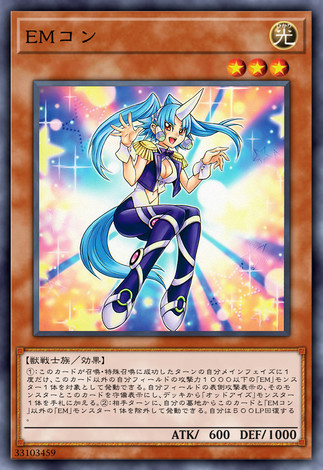 EMコン
光
【獣戦士族／効果】
①：このカードが召喚・特殊召喚に成功したターンの自分メインフェイズに１
度だけ、このカード以外の自分フィールドの攻撃力１０００以下の「EM」モンス
ター１体を対象として発動できる。自分フィールドの表側攻撃表示の、そのモ
ンスターとこのカードを守備表示にし、デッキから「オッドアイズ」モンスター
１体を手札に加える。②：相手ターンに、自分の墓地からこのカードと「EMコン」
以外の「EM」モンスター１体を除外して発動できる。自分は５００LP回復する
ATK/ 600 DEF/1000
33103459